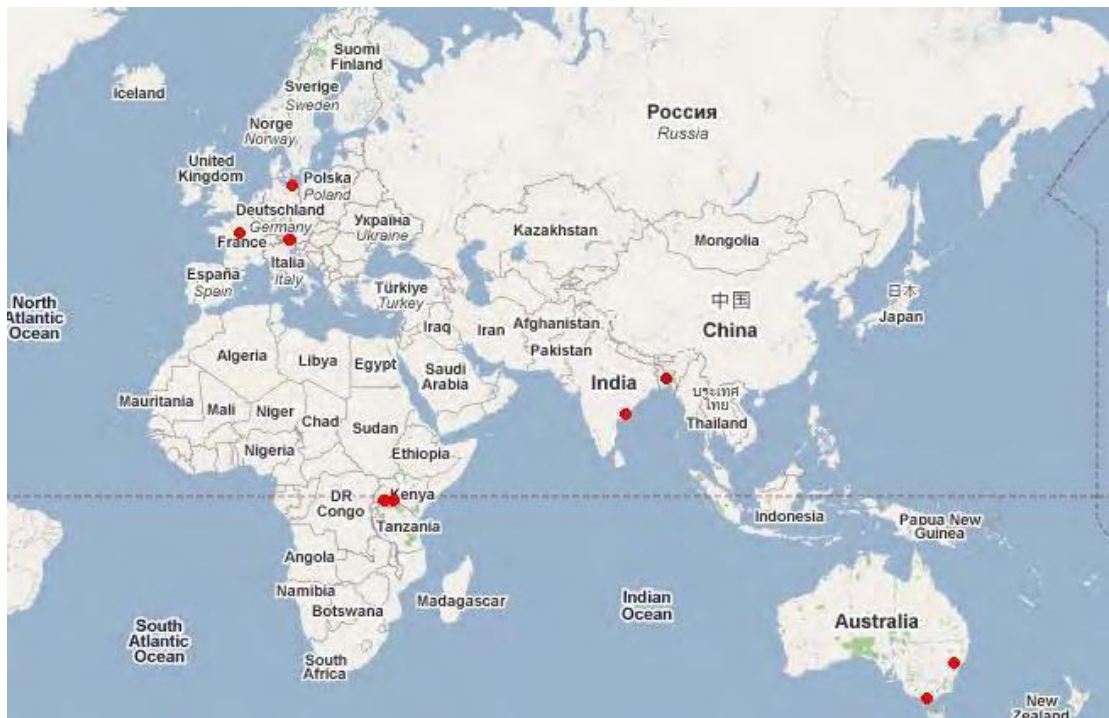 Suomi
Finland
Iceland
Sverige
Sweden
Россия
Russia
Norge
Norway
United
Kingdom
Polska
Poland
Deutschland
Germany
Україна
Ukraine
Kazakhstan
Mongolia
France
Italia
Italy
España
Spain
Türkiye
Turkey
North
Atlantic
Ocean
中国
China
日本
Japan
Iraq
Iran
Afghanistan
Pakistan
Algeria
Libya
Egypt
Saudi
Arabia
India
ประเทศ
ไทย
Thailand
Mauritania
Mali
Niger
Chad
Sudan
Nigeria
Ethiopia
DR
Congo
Kenya
Tanzania
Indonesia
Papua New
Guinea
Angola
Namibia
Botswana
Madagascar
Indian
Ocean
Australia
South
Atlantic
Ocean
South
Africa
New
Zealand